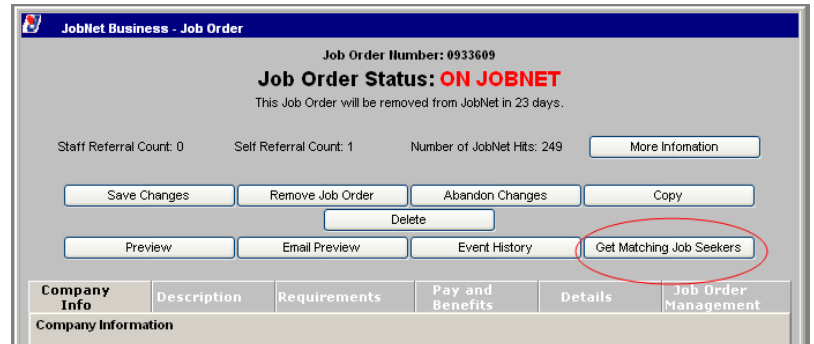 JobNet Business - Job Order
Job Order Number: 0933609
Job Order Status: ON JOBNET
This Job Order will be removed from JobNet in 23 days.
Staff Referral Count: 0 Self Referral Count: 1 Number of JobNet Hits: 249 More Infomation
Save Changes Remove Job Order Abandon Changes Copy
Delete
Preview Email Preview Event History Get Matching Job Seekers
Company Info Description Requirements Pay and Benefits Details Job Order Management
Company Information